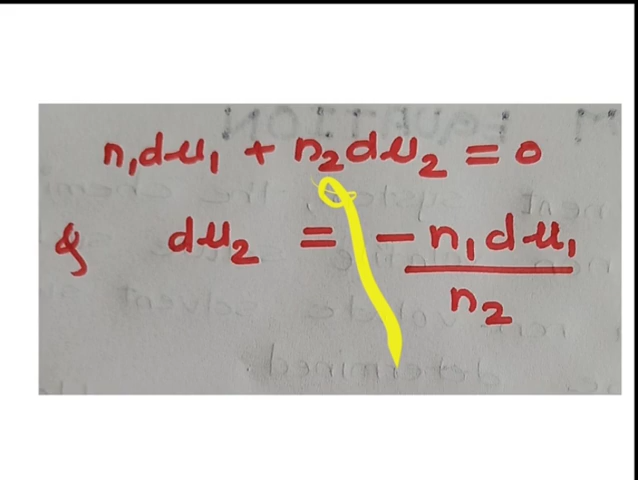 n₁dμ₁ + n₂dμ₂ = 0
& dμ₂ = -n₁dμ₁ / n₂